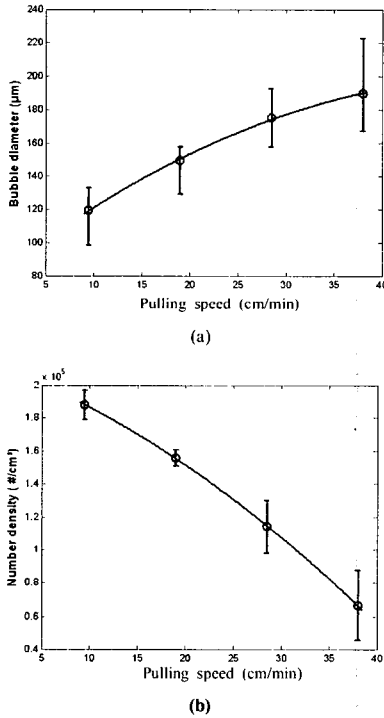 240
220
200
180
160
140
120
100
80
Bubble diameter (μm)
5 10 15 20 25 30 35 40
Pulling speed (cm/min)
(a)
× 10⁵
2
1.8
1.6
1.4
1.2
1
0.8
0.6
0.4
Number density ( #/cm³)
5 10 15 20 25 30 35 40
Pulling speed (cm/min)
(b)